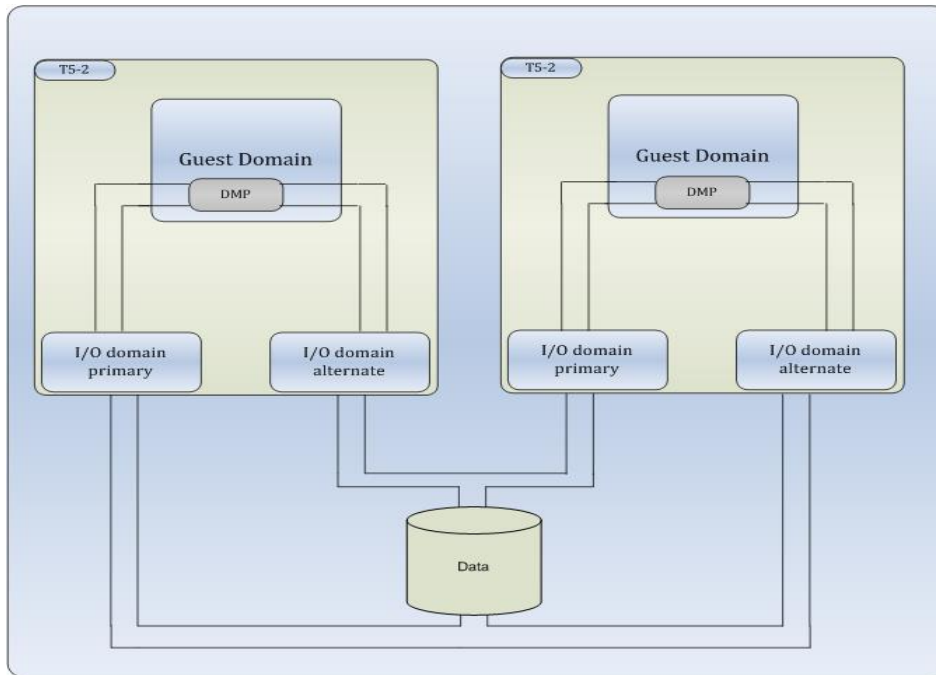 T5-2
Guest Domain
DMP
I/O domain
primary
I/O domain
alternate
T5-2
Guest Domain
DMP
I/O domain
primary
I/O domain
alternate
Data